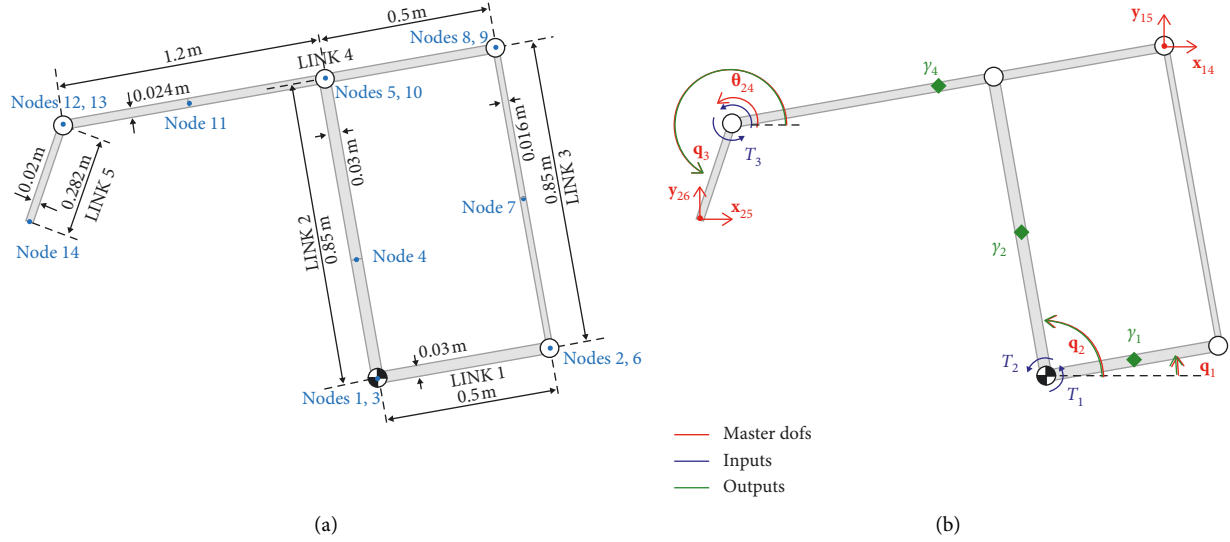 0.5 m
Nodes 8, 9
1.2 m
LINK 4
Nodes 12, 13
0.024 m
Node 11
Nodes 5, 10
0.016 m
0.02 m
0.282 m
LINK 5
0.03 m
0.85 m
LINK 3
Node 7
Node 14
LINK 2
0.85 m
Node 4
0.03 m
LINK 1
Nodes 2, 6
Nodes 1, 3
0.5 m
(a)
y15
x14
γ4
θ24
T3
q3
y26
x25
γ2
γ1
q2
T2
q1
T1
Master dofs
Inputs
Outputs
(b)